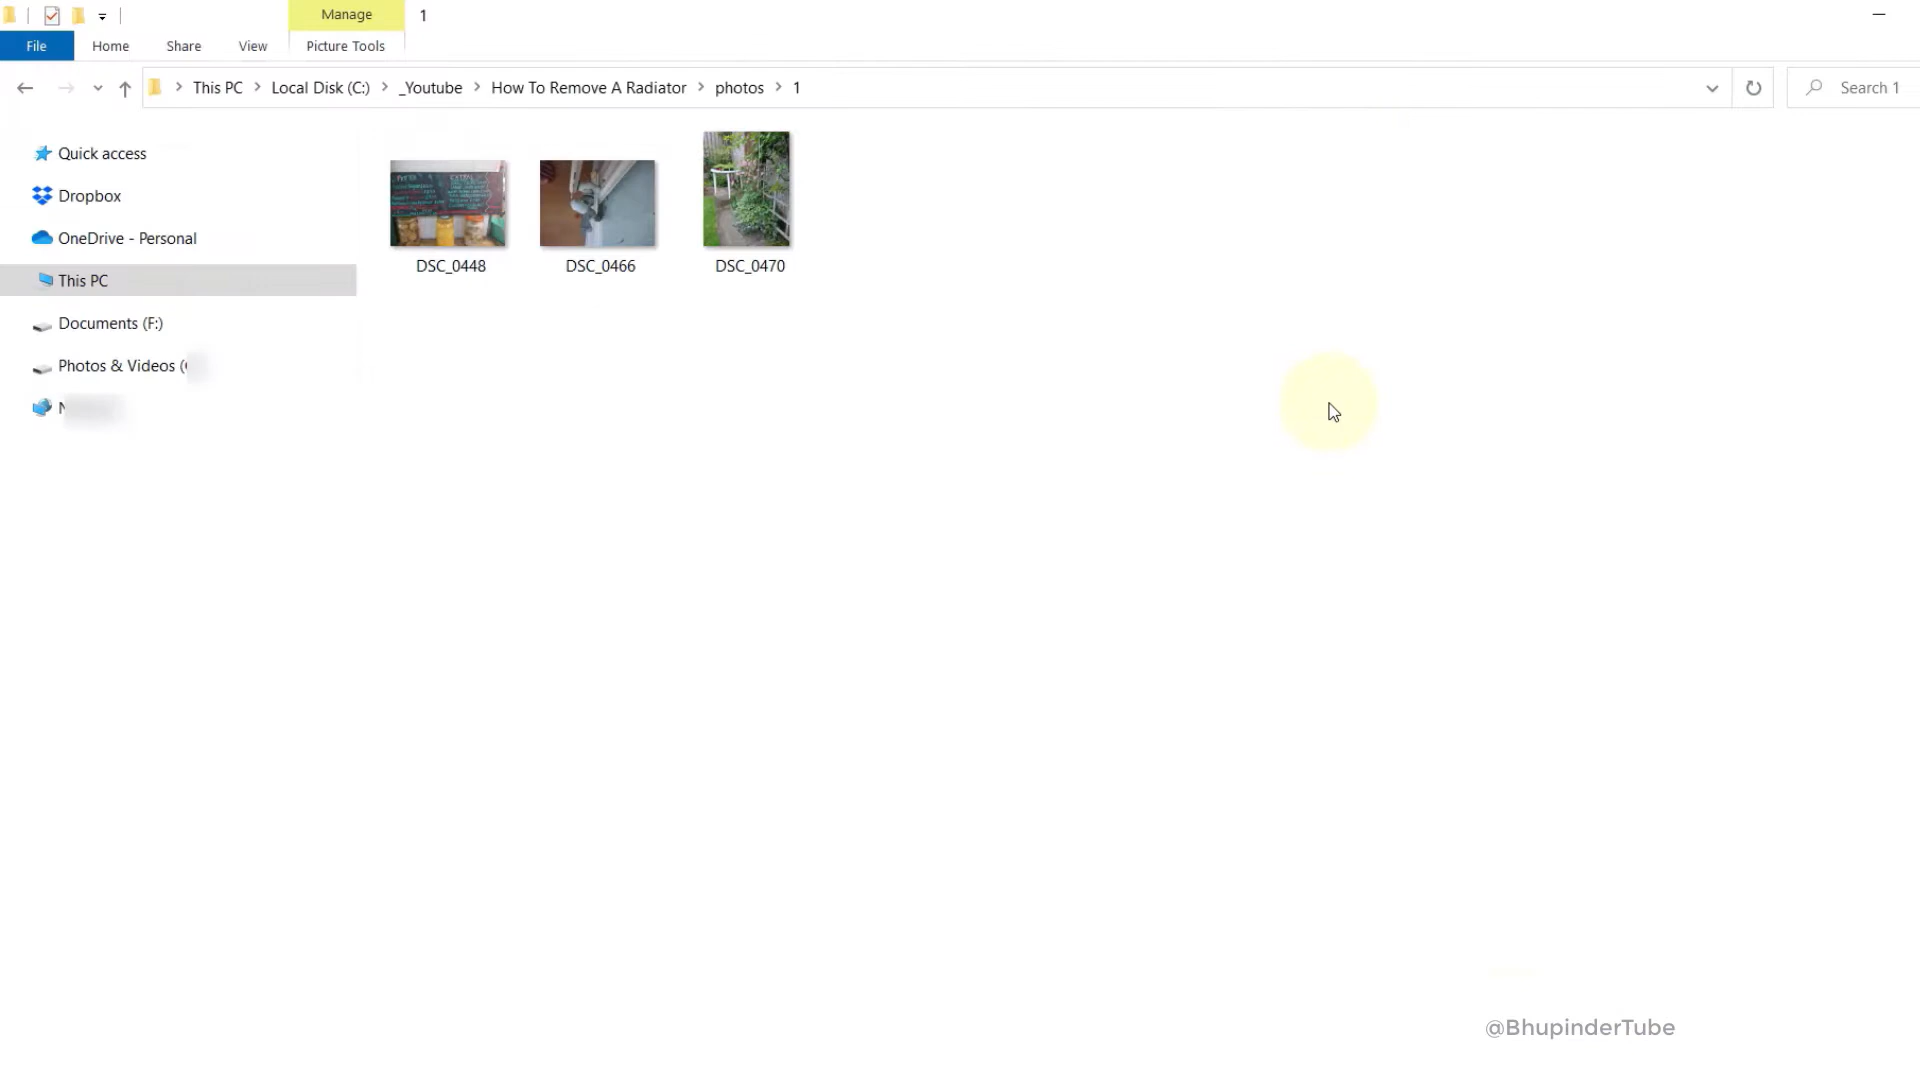 Manage 1
File Home Share View Picture Tools
This PC Local Disk (C:) _Youtube How To Remove A Radiator photos 1
Search 1
Quick access
Dropbox
OneDrive - Personal
This PC
Documents (F:)
Photos & Videos (
N
DSC_0448 DSC_0466 DSC_0470
@BhupinderTube